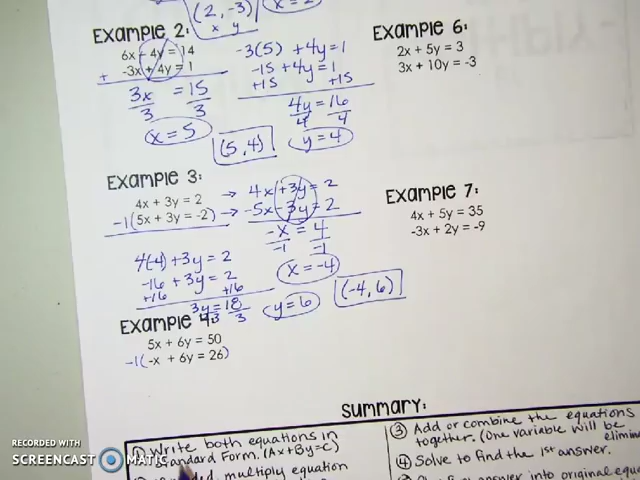 (2, -3)
x y
Example 2:
6x - 4y = 14
+ -3x + 4y = 1
3x = 15
3 3
x = 5
-3(5) + 4y = 1
-15 + 4y = 1
+15 +15
4y = 16
4 4
y = 4
(5, 4)
Example 3:
4x + 3y = 2 → 4x + 3y = 2
-1(5x + 3y = -2) → -5x - 3y = 2
-x = 4
-1 -1
x = -4
4(-4) + 3y = 2
-16 + 3y = 2
+16 +16
3y = 18
3 3
y = 6
(-4, 6)
Example 4:
5x + 6y = 50
-1(-x + 6y = 26)
Example 6:
2x + 5y = 3
3x + 10y = -3
Example 7:
4x + 5y = 35
-3x + 2y = -9
Summary:
① Write both equations in
Standard Form. (Ax+By=C)
multiply equation
③ Add or combine the equations
together. (One variable will be
④ Solve to find the 1st answer.
answer into original
RECORDED WITH
SCREENCAST MATIC